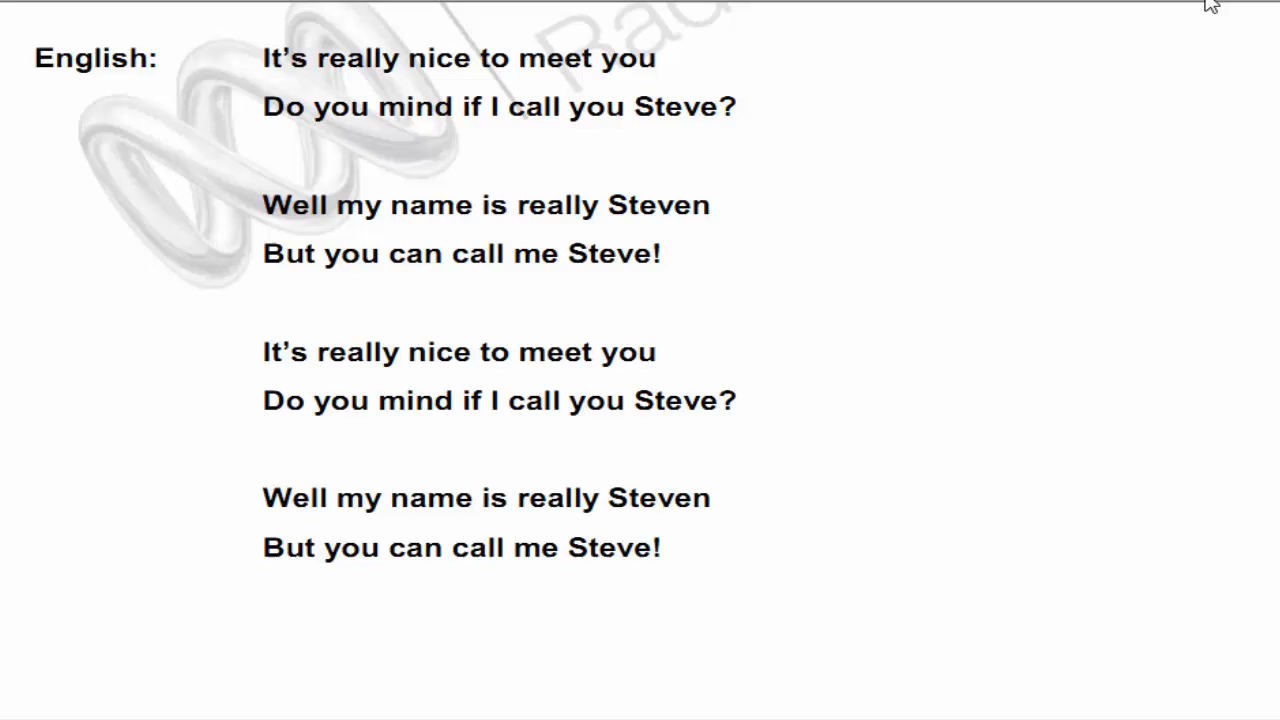 Rad
English: It’s really nice to meet you
Do you mind if I call you Steve?
Well my name is really Steven
But you can call me Steve!
It’s really nice to meet you
Do you mind if I call you Steve?
Well my name is really Steven
But you can call me Steve!